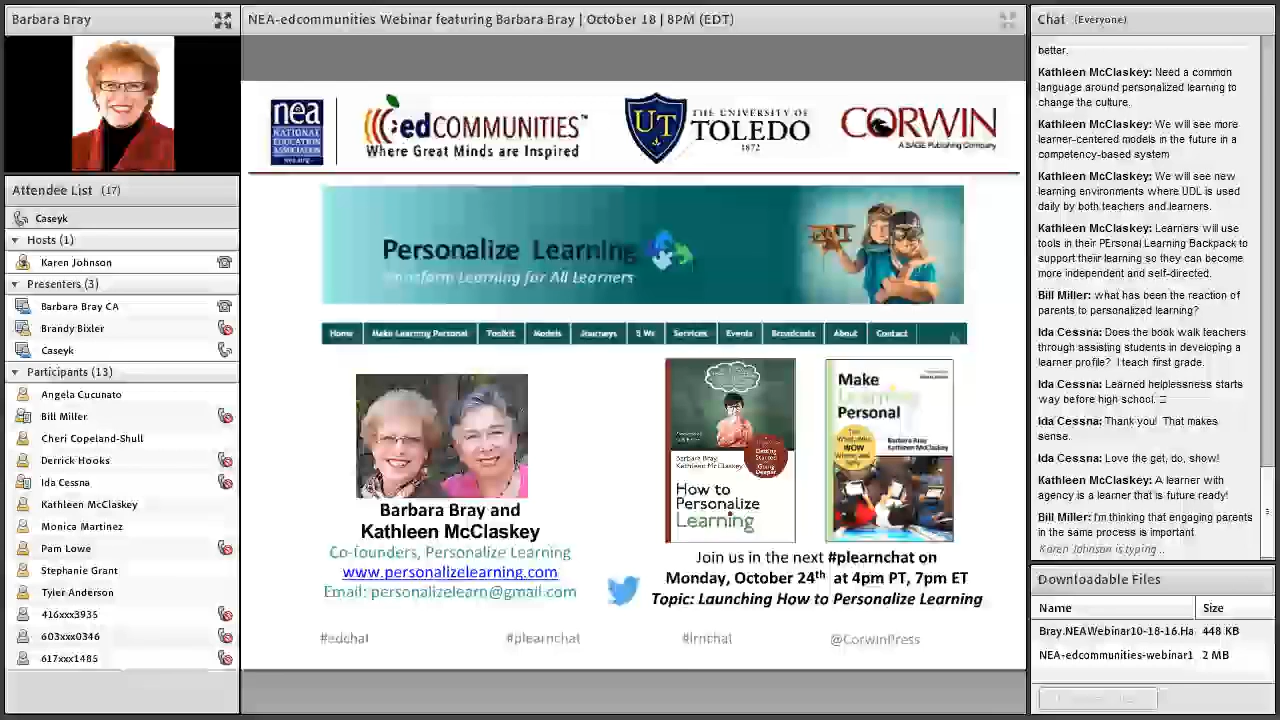 Barbara Bray
NEA-edcommunities Webinar featuring Barbara Bray | October 18 | 8PM (EDT)
Chat (Everyone)
Attendee List (17)
Caseyk
Hosts (1)
Karen Johnson
Presenters (3)
Barbara Bray CA
Brandy Bixler
Caseyk
Participants (13)
Angela Cucunato
Bill Miller
Cheri Copeland-Shull
Derrick Hooks
Ida Cessna
Kathleen McClaskey
Monica Martinez
Pam Lowe
Stephanie Grant
Tyler Anderson
416xxx3935
603xxx0346
617xxx1485
nea
NATIONAL
EDUCATION
ASSOCIATION
nea.org
edCOMMUNITIES™
Where Great Minds are Inspired
UT
THE UNIVERSITY OF
TOLEDO
1872
CORWIN
A SAGE Publishing Company
Personalize Learning
Transform Learning for All Learners
Home Make Learning Personal Toolkit Models Journeys 5 Ws Services Events Broadcasts About Contact
Barbara Bray and
Kathleen McClaskey
Co-founders, Personalize Learning
www.personalizelearning.com
Email: personalizelearn@gmail.com
Barbara Bray
Kathleen McClaskey
Getting
Started
Going
Deeper
How to
Personalize
Learning
Make
Learning
Personal
WOW
Barbara Bray
Kathleen McClaskey
Join us in the next #plearnchat on
Monday, October 24th at 4pm PT, 7pm ET
Topic: Launching How to Personalize Learning
#edchat #plearnchat #lrnchat @CorwinPress
better.
Kathleen McClaskey: Need a common
language around personalized learning to
change the culture.
Kathleen McClaskey: We will see more
learner-centered models in the future in a
competency-based system
Kathleen McClaskey: We will see new
learning environments where UDL is used
daily by both teachers and learners.
Kathleen McClaskey: Learners will use
tools in their PErsonal Learning Backpack to
support their learning so they can become
more independent and self-directed.
Bill Miller: what has been the reaction of
parents to personalized learning?
Ida Cessna: Does the book walk teachers
through assisting students in developing a
learner profile? I teach first grade.
Ida Cessna: Learned helplessness starts
way before high school.
Ida Cessna: Thank you! That makes
sense.
Ida Cessna: Love the get, do, show!
Kathleen McClaskey: A learner with
agency is a learner that is future ready!
Bill Miller: I'm thinking that engaging parents
in the same process is important
Karen Johnson is typing...
Downloadable Files
Name Size
Bray.NEAWebinar10-18-16.Ha 448 KB
NEA-edcommunities-webinar1 2 MB